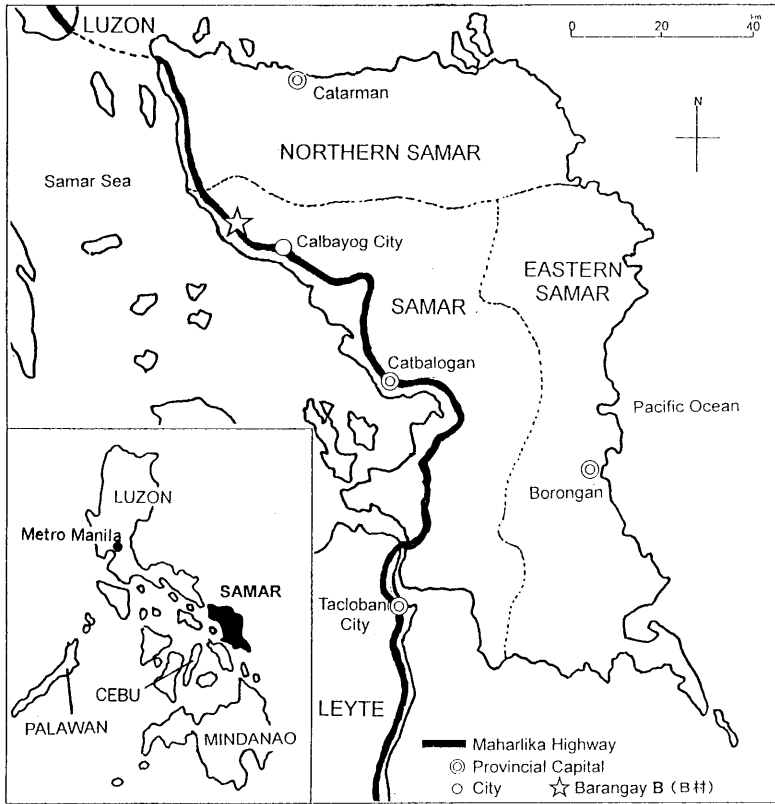 LUZON
km
0 20 40
Catarman
N
NORTHERN SAMAR
Samar Sea
Calbayog City
EASTERN
SAMAR
SAMAR
Catbalogan
Pacific Ocean
Borongan
Tacloban
City
LEYTE
LUZON
Metro Manila
SAMAR
CEBU
PALAWAN
MINDANAO
Maharlika Highway
Provincial Capital
City
Barangay B (B村)